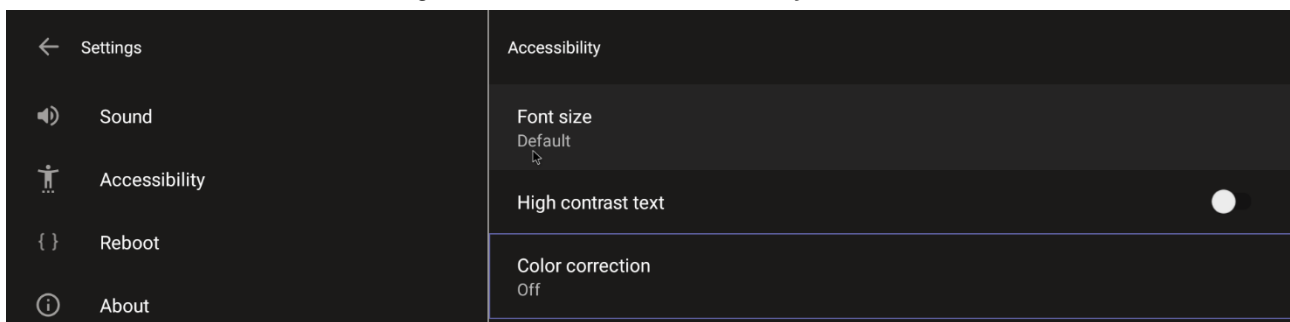 Settings
Sound
Accessibility
{ } Reboot
About
Accessibility
Font size
Default
High contrast text
Color correction
Off